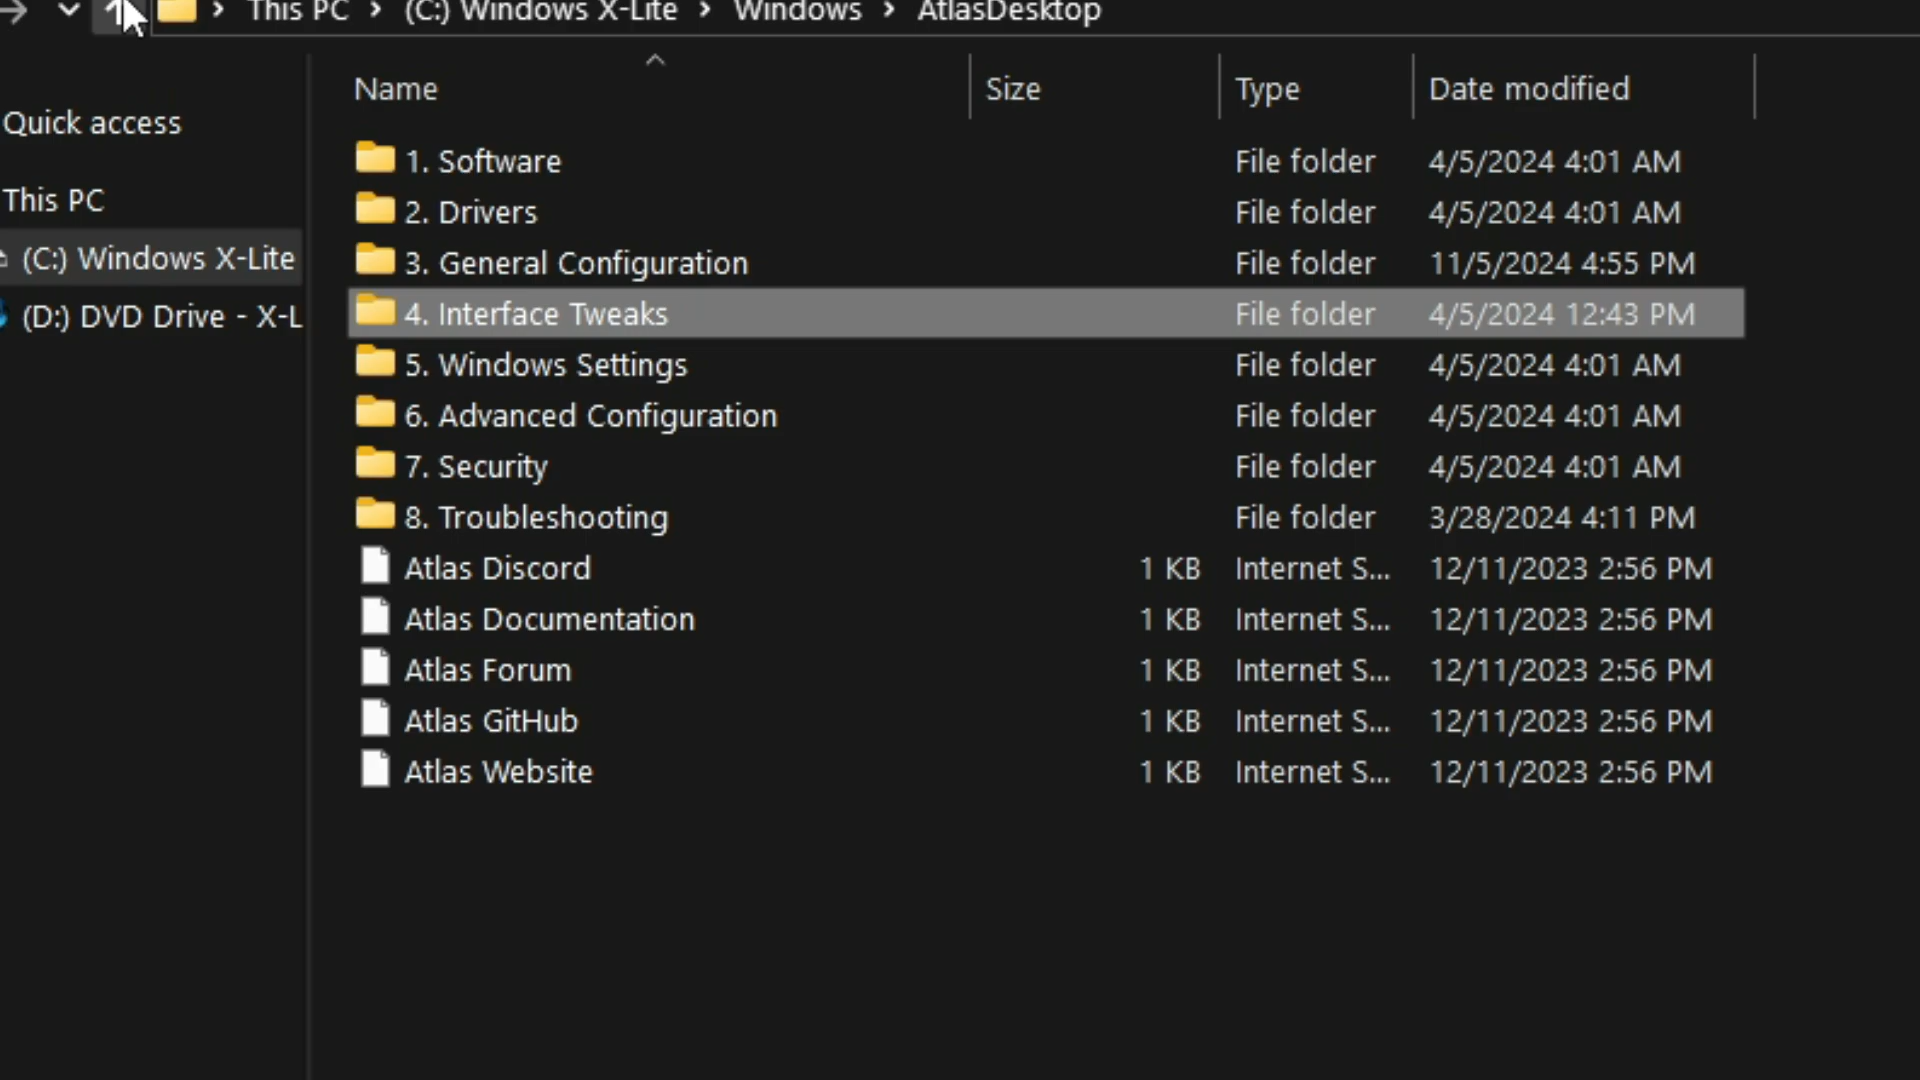 This PC > (C:) Windows X-Lite > Windows > AtlasDesktop
Name Size Type Date modified
Quick access
This PC
(C:) Windows X-Lite
(D:) DVD Drive - X-L
1. Software File folder 4/5/2024 4:01 AM
2. Drivers File folder 4/5/2024 4:01 AM
3. General Configuration File folder 11/5/2024 4:55 PM
4. Interface Tweaks File folder 4/5/2024 12:43 PM
5. Windows Settings File folder 4/5/2024 4:01 AM
6. Advanced Configuration File folder 4/5/2024 4:01 AM
7. Security File folder 4/5/2024 4:01 AM
8. Troubleshooting File folder 3/28/2024 4:11 PM
Atlas Discord 1 KB Internet S... 12/11/2023 2:56 PM
Atlas Documentation 1 KB Internet S... 12/11/2023 2:56 PM
Atlas Forum 1 KB Internet S... 12/11/2023 2:56 PM
Atlas GitHub 1 KB Internet S... 12/11/2023 2:56 PM
Atlas Website 1 KB Internet S... 12/11/2023 2:56 PM